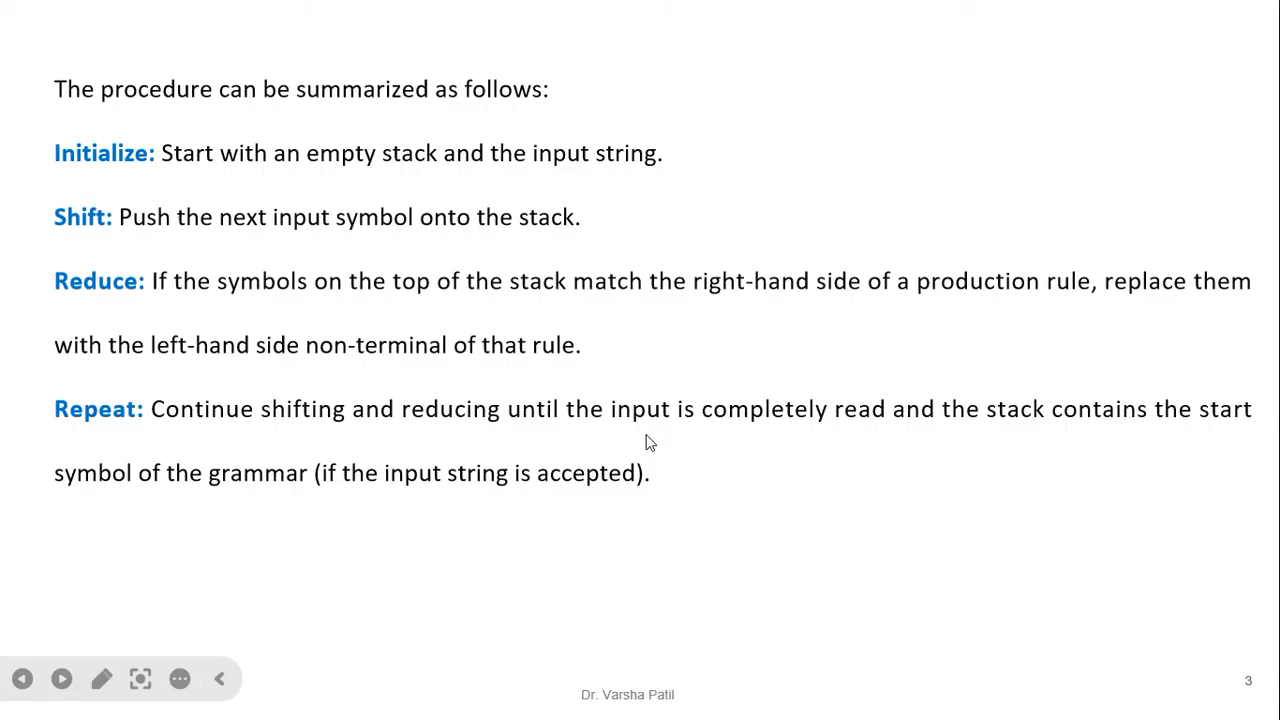 The procedure can be summarized as follows:
Initialize: Start with an empty stack and the input string.
Shift: Push the next input symbol onto the stack.
Reduce: If the symbols on the top of the stack match the right-hand side of a production rule, replace them
with the left-hand side non-terminal of that rule.
Repeat: Continue shifting and reducing until the input is completely read and the stack contains the start
symbol of the grammar (if the input string is accepted).
3
Dr. Varsha Patil